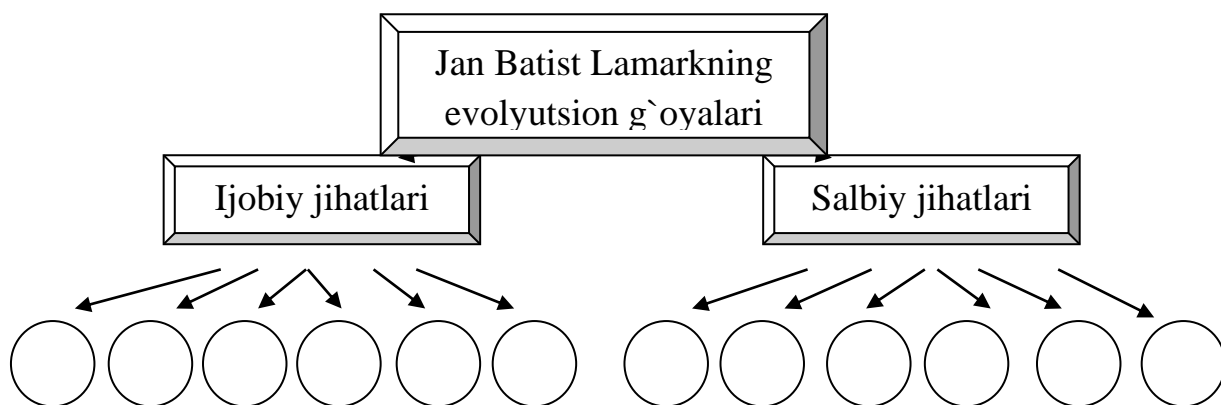 Jan Batist Lamarkning
evolyutsion g`oyalari
Ijobiy jihatlari
Salbiy jihatlari